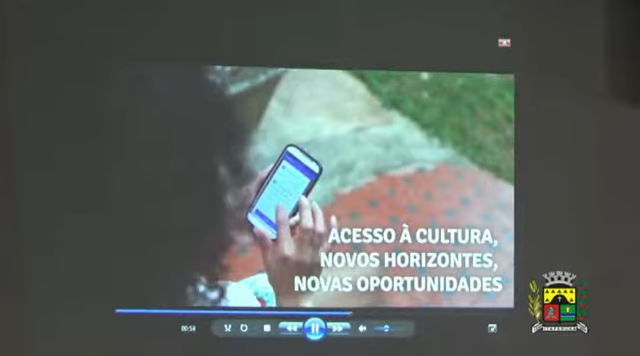 ACESSO À CULTURA,
NOVOS HORIZONTES,
NOVAS OPORTUNIDADES
00:54